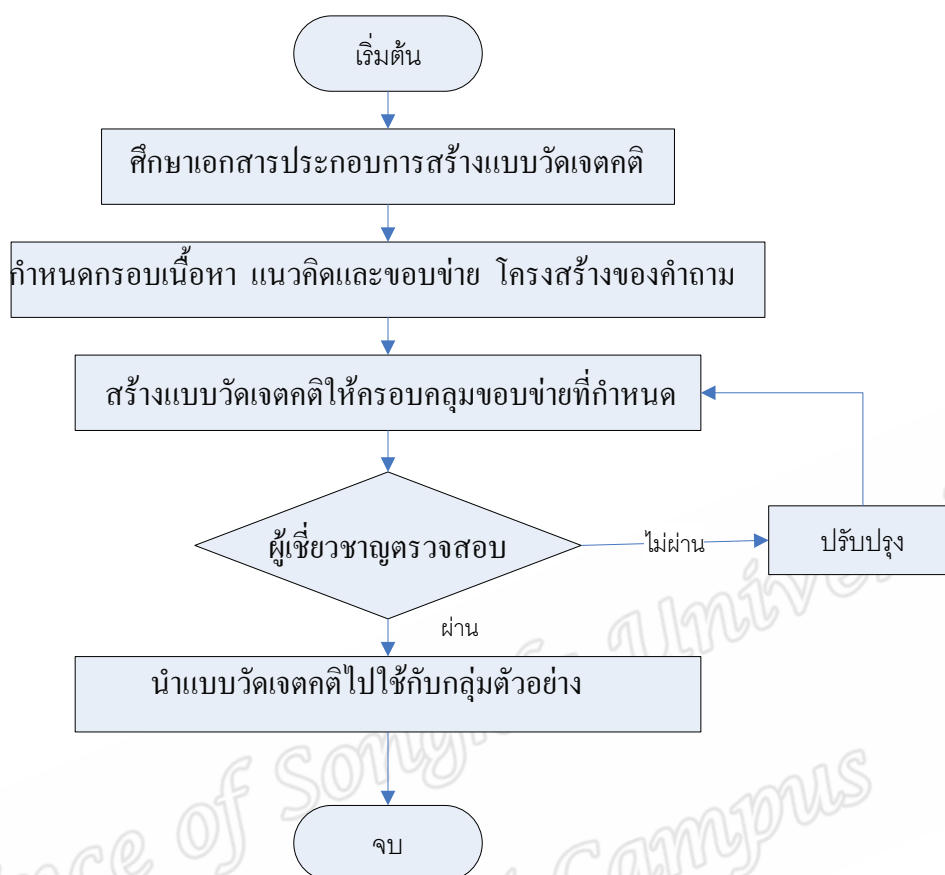 เริ่มต้น
ศึกษาเอกสารประกอบการสร้างแบบวัดเจตคติ
กำหนดกรอบเนื้อหา แนวคิดและขอบข่าย โครงสร้างของคำถาม
สร้างแบบวัดเจตคติให้ครอบคลุมขอบข่ายที่กำหนด
ผู้เชี่ยวชาญตรวจสอบ
ไม่ผ่าน
ปรับปรุง
ผ่าน
นำแบบวัดเจตคติไปใช้กับกลุ่มตัวอย่าง
จบ
of
Campus